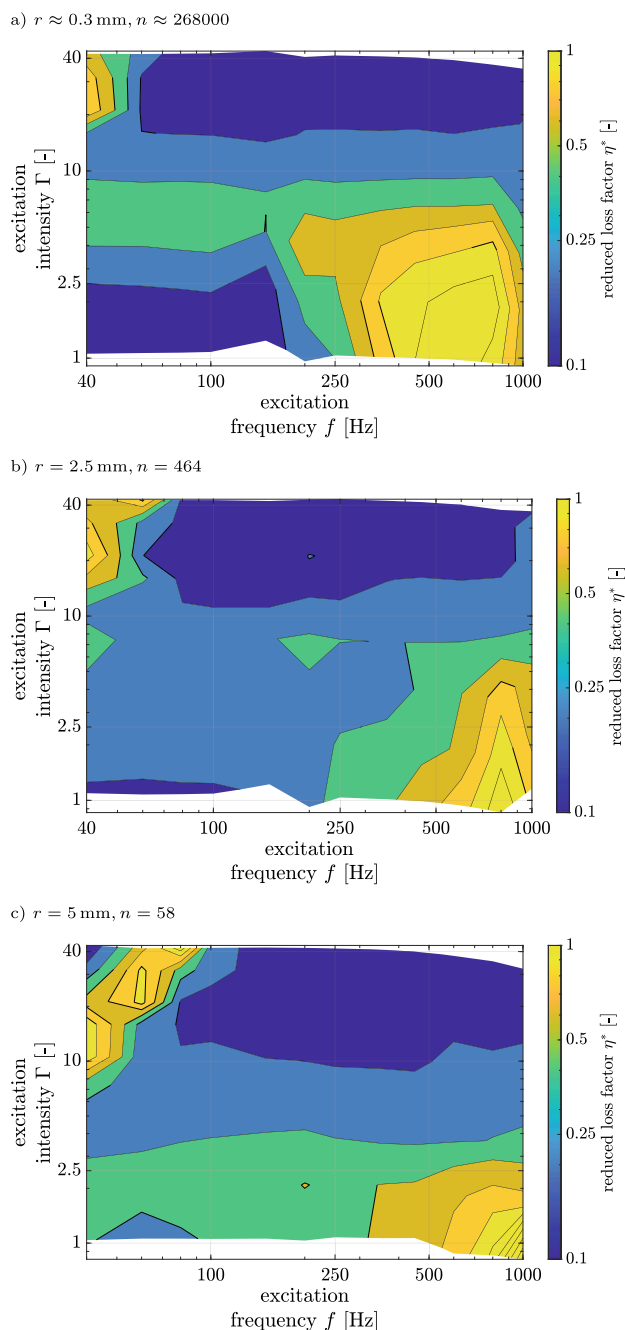 a) r ≈ 0.3 mm, n ≈ 268000
40
10
2.5
1
excitation
intensity Γ [-]
40
100
250
500
1000
excitation
frequency f [Hz]
1
0.5
0.25
0.1
reduced loss factor η* [-]
b) r = 2.5 mm, n = 464
40
10
2.5
1
excitation
intensity Γ [-]
40
100
250
500
1000
excitation
frequency f [Hz]
1
0.5
0.25
0.1
reduced loss factor η* [-]
c) r = 5 mm, n = 58
40
10
2.5
1
excitation
intensity Γ [-]
100
250
500
1000
excitation
frequency f [Hz]
1
0.5
0.25
0.1
reduced loss factor η* [-]